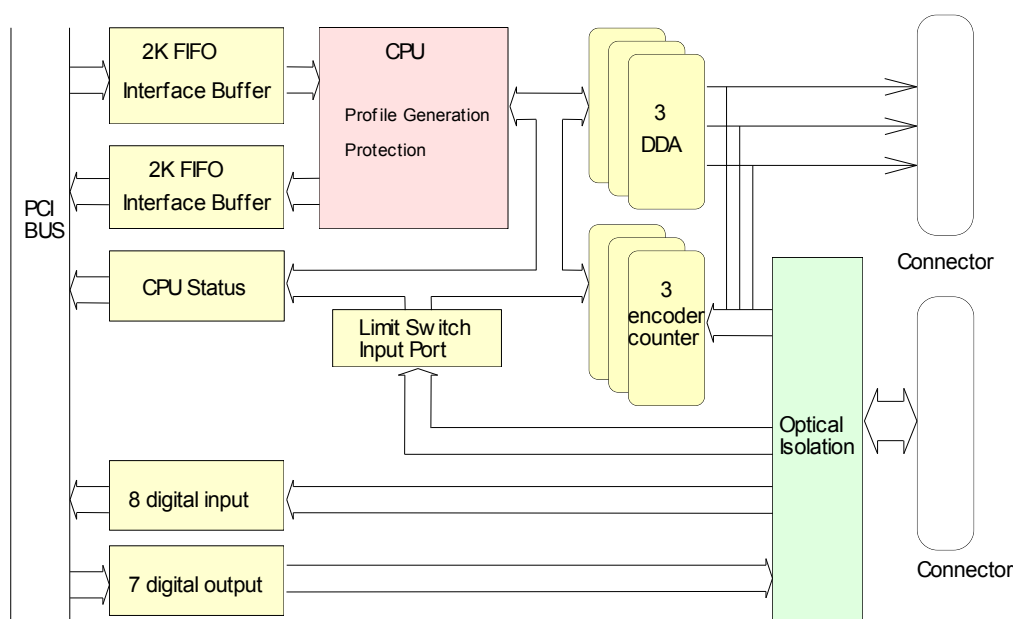 2K FIFO
Interface Buffer
CPU
Profile Generation
Protection
3
DDA
2K FIFO
Interface Buffer
PCI
BUS
Connector
CPU Status
3
encoder
counter
Limit Switch
Input Port
Optical
Isolation
8 digital input
7 digital output
Connector